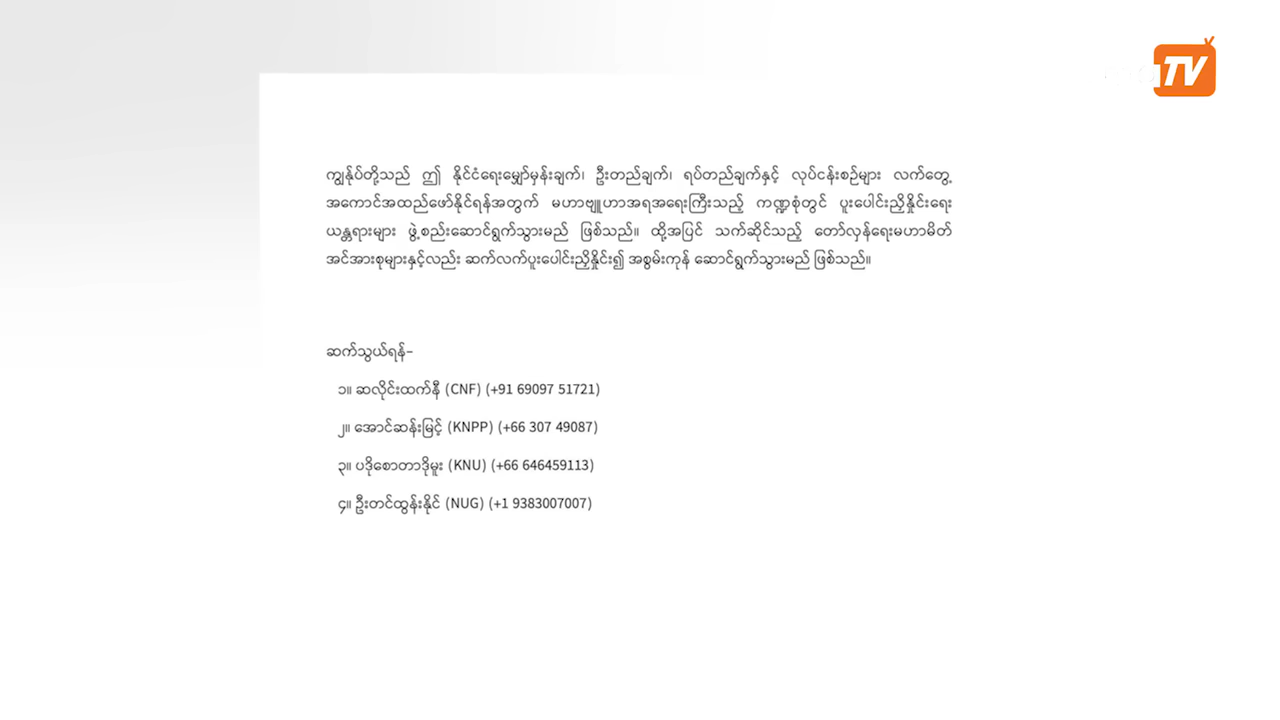 TV
ကျွန်ုပ်တို့သည် ဤ နိုင်ငံရေးမျှော်မှန်းချက်၊ ဦးတည်ချက်၊ ရပ်တည်ချက်နှင့် လုပ်ငန်းစဉ်များ လက်တွေ့
အကောင်အထည်ဖော်နိုင်ရန်အတွက် မဟာဗျူဟာအရအရေးကြီးသည့် ကဏ္ဍစုံတွင် ပူးပေါင်းညှိနှိုင်းရေး
ယန္တရားများ ဖွဲ့စည်းဆောင်ရွက်သွားမည် ဖြစ်သည်။ ထို့အပြင် သက်ဆိုင်သည့် တော်လှန်ရေးမဟာမိတ်
အင်အားစုများနှင့်လည်း ဆက်လက်ပူးပေါင်းညှိနှိုင်း၍ အစွမ်းကုန် ဆောင်ရွက်သွားမည် ဖြစ်သည်။
ဆက်သွယ်ရန်–
၁။ ဆလိုင်းထက်နီ (CNF) (+91 69097 51721)
၂။ အောင်ဆန်းမြင့် (KNPP) (+66 307 49087)
၃။ ပဒိုစောတာဒိုမူး (KNU) (+66 646459113)
၄။ ဦးတင်ထွန်းနိုင် (NUG) (+1 9383007007)